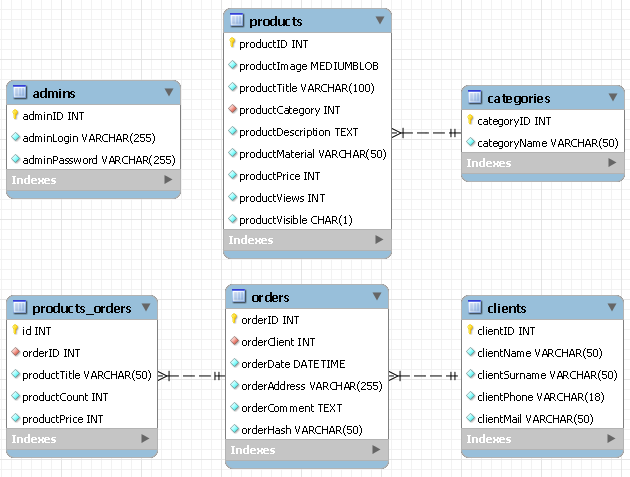 products
productID INT
productImage MEDIUMBLOB
productTitle VARCHAR(100)
productCategory INT
productDescription TEXT
productMaterial VARCHAR(50)
productPrice INT
productViews INT
productVisible CHAR(1)
Indexes
admins
adminID INT
adminLogin VARCHAR(255)
adminPassword VARCHAR(255)
Indexes
categories
categoryID INT
categoryName VARCHAR(50)
Indexes
products_orders
id INT
orderID INT
productTitle VARCHAR(50)
productCount INT
productPrice INT
Indexes
orders
orderID INT
orderClient INT
orderDate DATETIME
orderAddress VARCHAR(255)
orderComment TEXT
orderHash VARCHAR(50)
Indexes
clients
clientID INT
clientName VARCHAR(50)
clientSurname VARCHAR(50)
clientPhone VARCHAR(18)
clientMail VARCHAR(50)
Indexes